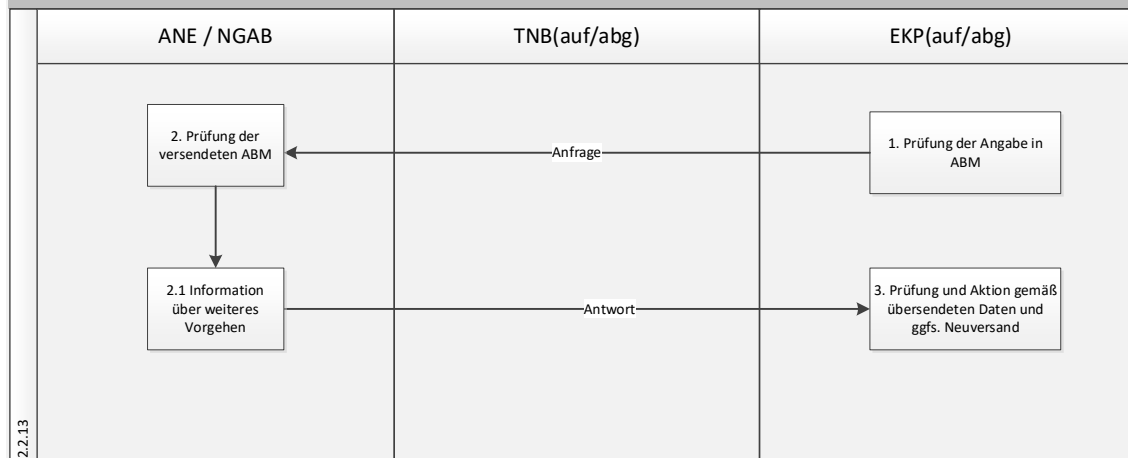 ANE / NGAB
TNB(auf/abg)
EKP(auf/abg)
2. Prüfung der
versendeten ABM
Anfrage
1. Prüfung der Angabe in
ABM
2.1 Information
über weiteres
Vorgehen
Antwort
3. Prüfung und Aktion gemäß
übersendeten Daten und
ggfs. Neuversand
2.2.13